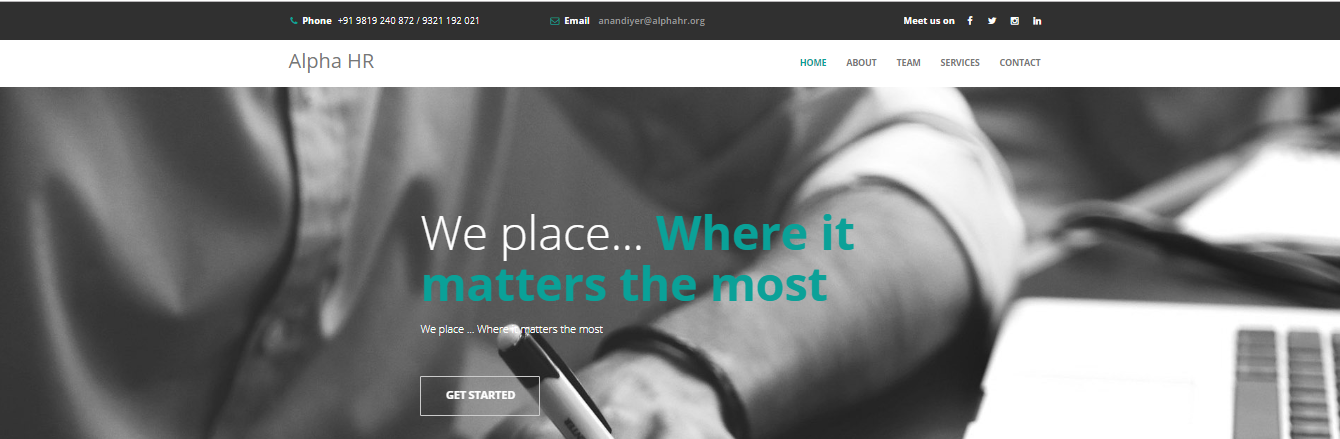 Phone +91 9819 240 872 / 9321 192 021 Email anandiyer@alphahr.org Meet us on
Alpha HR HOME ABOUT TEAM SERVICES CONTACT
We place... Where it
matters the most
We place ... Where it matters the most
GET STARTED